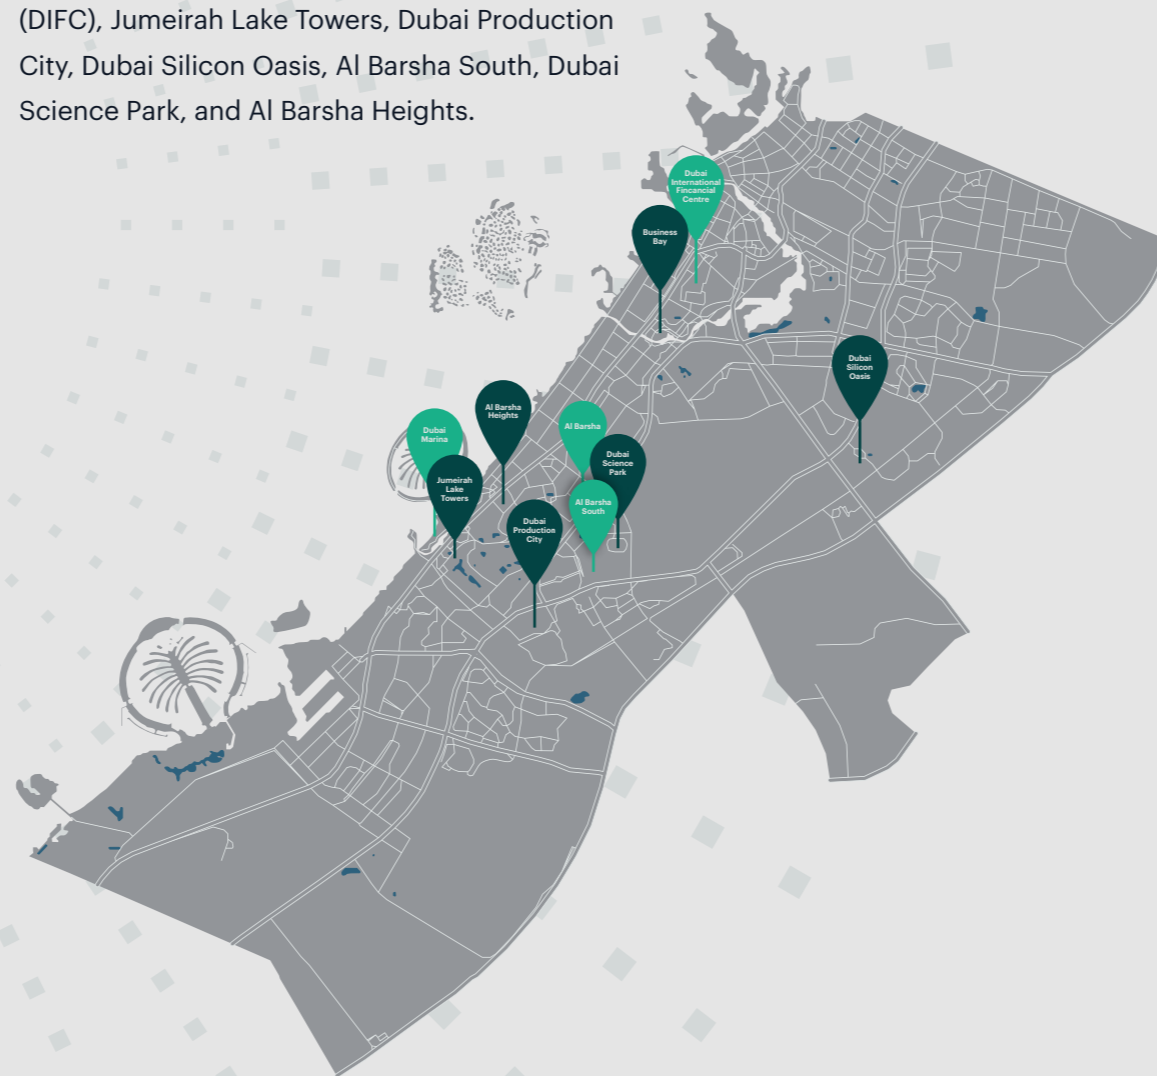 (DIFC), Jumeirah Lake Towers, Dubai Production
City, Dubai Silicon Oasis, Al Barsha South, Dubai
Science Park, and Al Barsha Heights.
Dubai
International
Fincancial
Centre
Business
Bay
Dubai
Silicon
Oasis
Al Barsha
Heights
Dubai
Marina
Al Barsha
Dubai
Science
Park
Jumeirah
Lake
Towers
Al Barsha
South
Dubai
Production
City